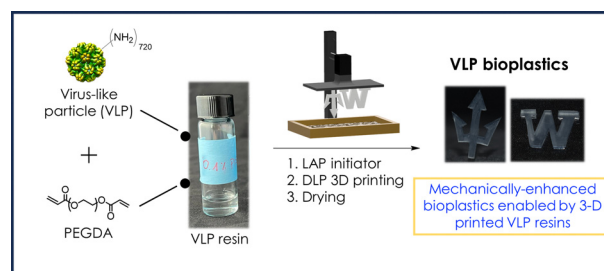 (NH₂)₇₂₀
Virus-like
particle (VLP)
+
O
O
O
O
PEGDA
VLP resin
1. LAP initiator
2. DLP 3D printing
3. Drying
W
VLP bioplastics
W
Mechanically-enhanced
bioplastics enabled by 3-D
printed VLP resins